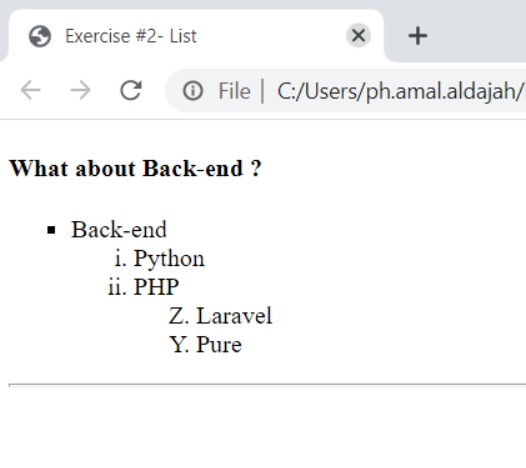 Exercise #2- List
File | C:/Users/ph.amal.aldajah/
What about Back-end ?
▪ Back-end
i. Python
ii. PHP
Z. Laravel
Y. Pure